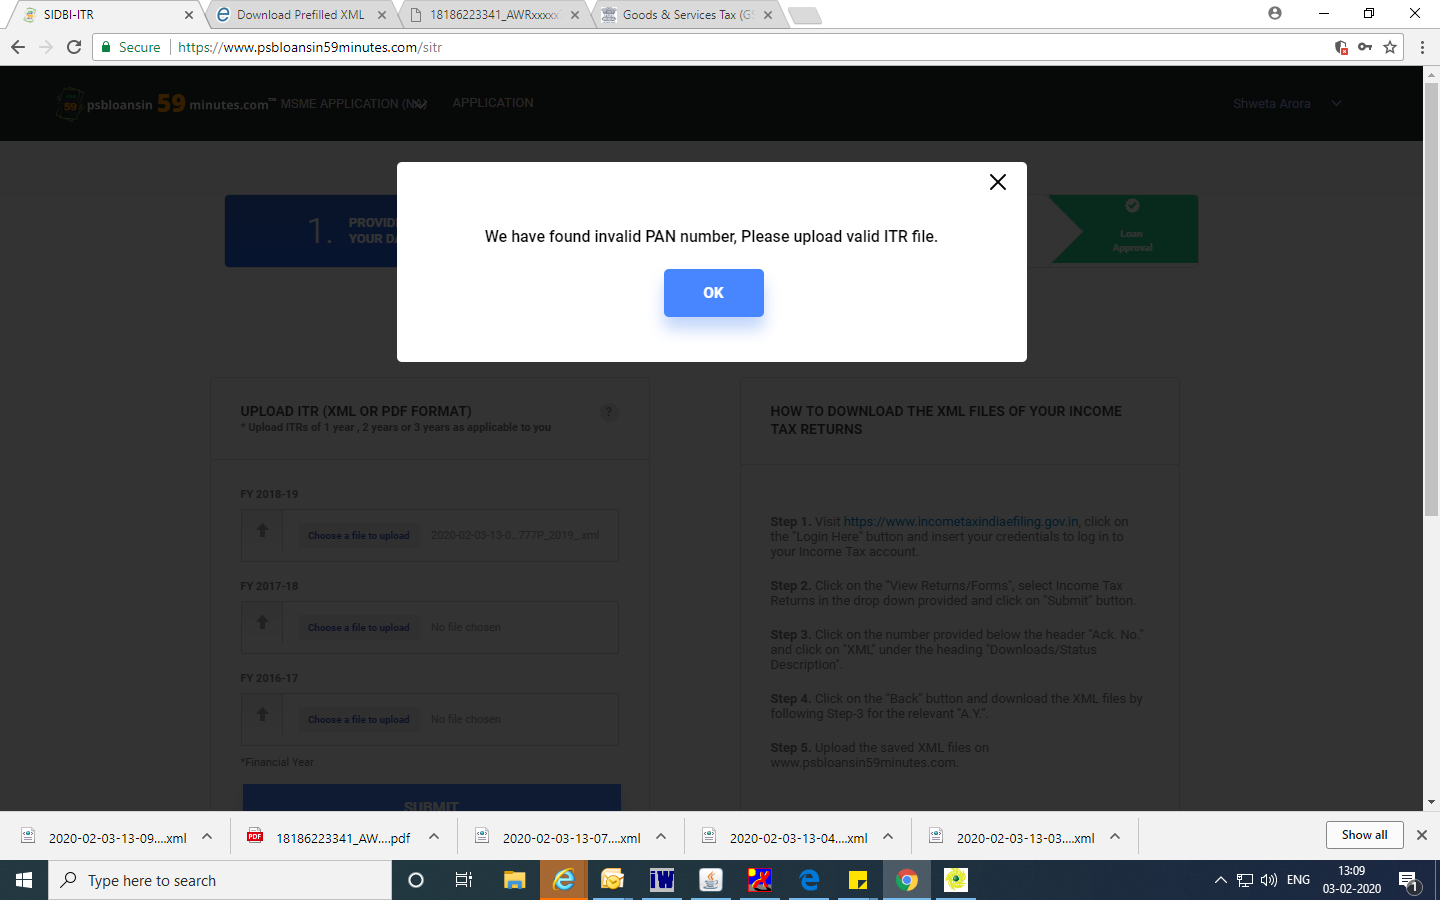 SIDBI-ITR
Download Prefilled XML
18186223341_AWRxxxxx
Goods & Services Tax (GS
Secure
https://www.psbloansin59minutes.com/sitr
psbloansin 59 minutes.com™
MSME APPLICATION
APPLICATION
Shweta Arora
We have found invalid PAN number, Please upload valid ITR file.
OK
1.
PROVID
YOUR DA
Loan
Approval
UPLOAD ITR (XML OR PDF FORMAT)
?
* Upload ITRs of 1 year , 2 years or 3 years as applicable to you
FY 2018-19
Choose a file to upload
2020-02-03-13-0...777P_2019_.xml
FY 2017-18
Choose a file to upload
No file chosen
FY 2016-17
Choose a file to upload
No file chosen
*Financial Year
SUBMIT
HOW TO DOWNLOAD THE XML FILES OF YOUR INCOME
TAX RETURNS
Step 1. Visit https://www.incometaxindiaefiling.gov.in, click on
the "Login Here" button and insert your credentials to log in to
your Income Tax account.
Step 2. Click on the "View Returns/Forms", select Income Tax
Returns in the drop down provided and click on "Submit" button.
Step 3. Click on the number provided below the header "Ack. No."
and click on "XML" under the heading "Downloads/Status
Description".
Step 4. Click on the "Back" button and download the XML files by
following Step-3 for the relevant "A.Y.".
Step 5. Upload the saved XML files on
www.psbloansin59minutes.com.
2020-02-03-13-09....xml
PDF
18186223341_AW....pdf
2020-02-03-13-07....xml
2020-02-03-13-04....xml
2020-02-03-13-03....xml
Show all
Type here to search
ENG
13:09
03-02-2020
1